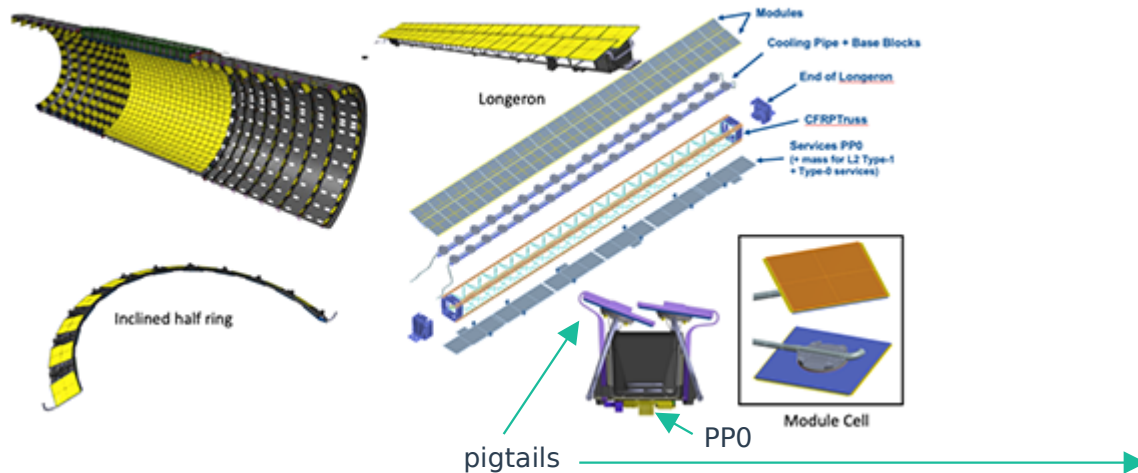 Modules
Cooling Pipe + Base Blocks
Longeron
End of Longeron
CFRPTruss
Services PP0
(+ mass for L2 Type-1
+ Type-0 services)
Inclined half ring
Module Cell
PP0
pigtails